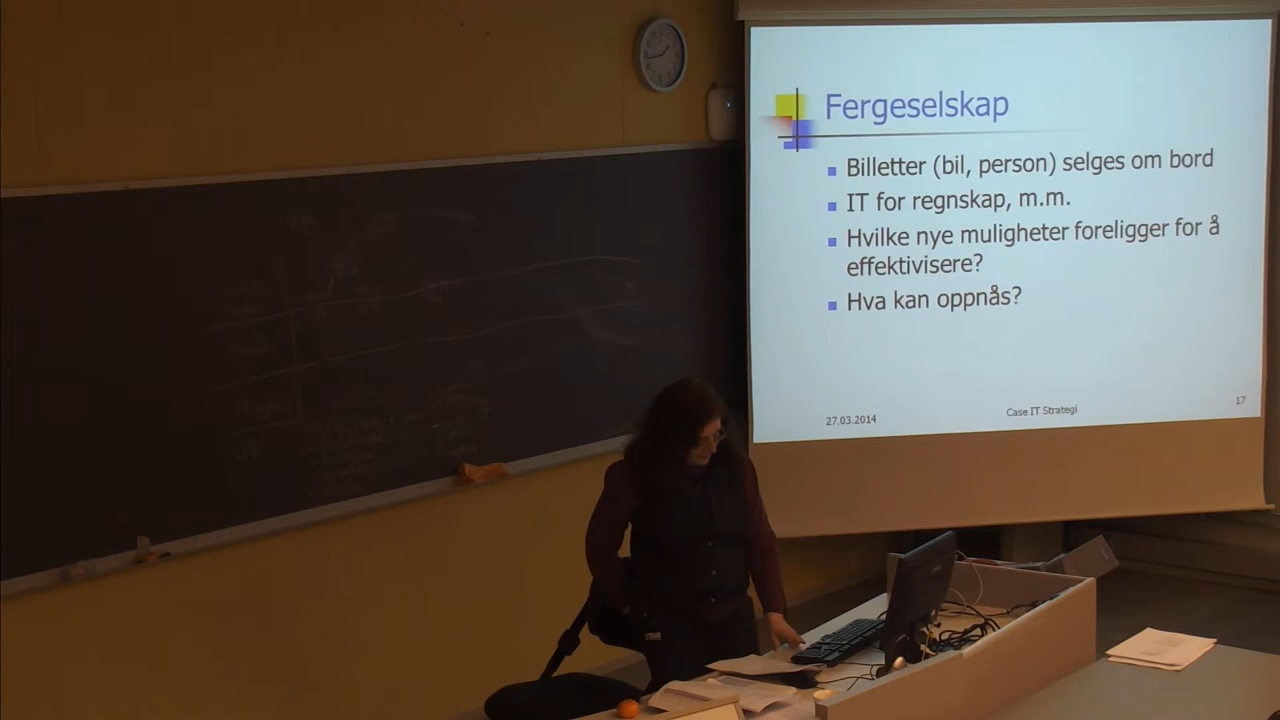 Fergeselskap
Billetter (bil, person) selges om bord
IT for regnskap, m.m.
Hvilke nye muligheter foreligger for å
effektivisere?
Hva kan oppnås?
27.03.2014
Case IT Strategi
17